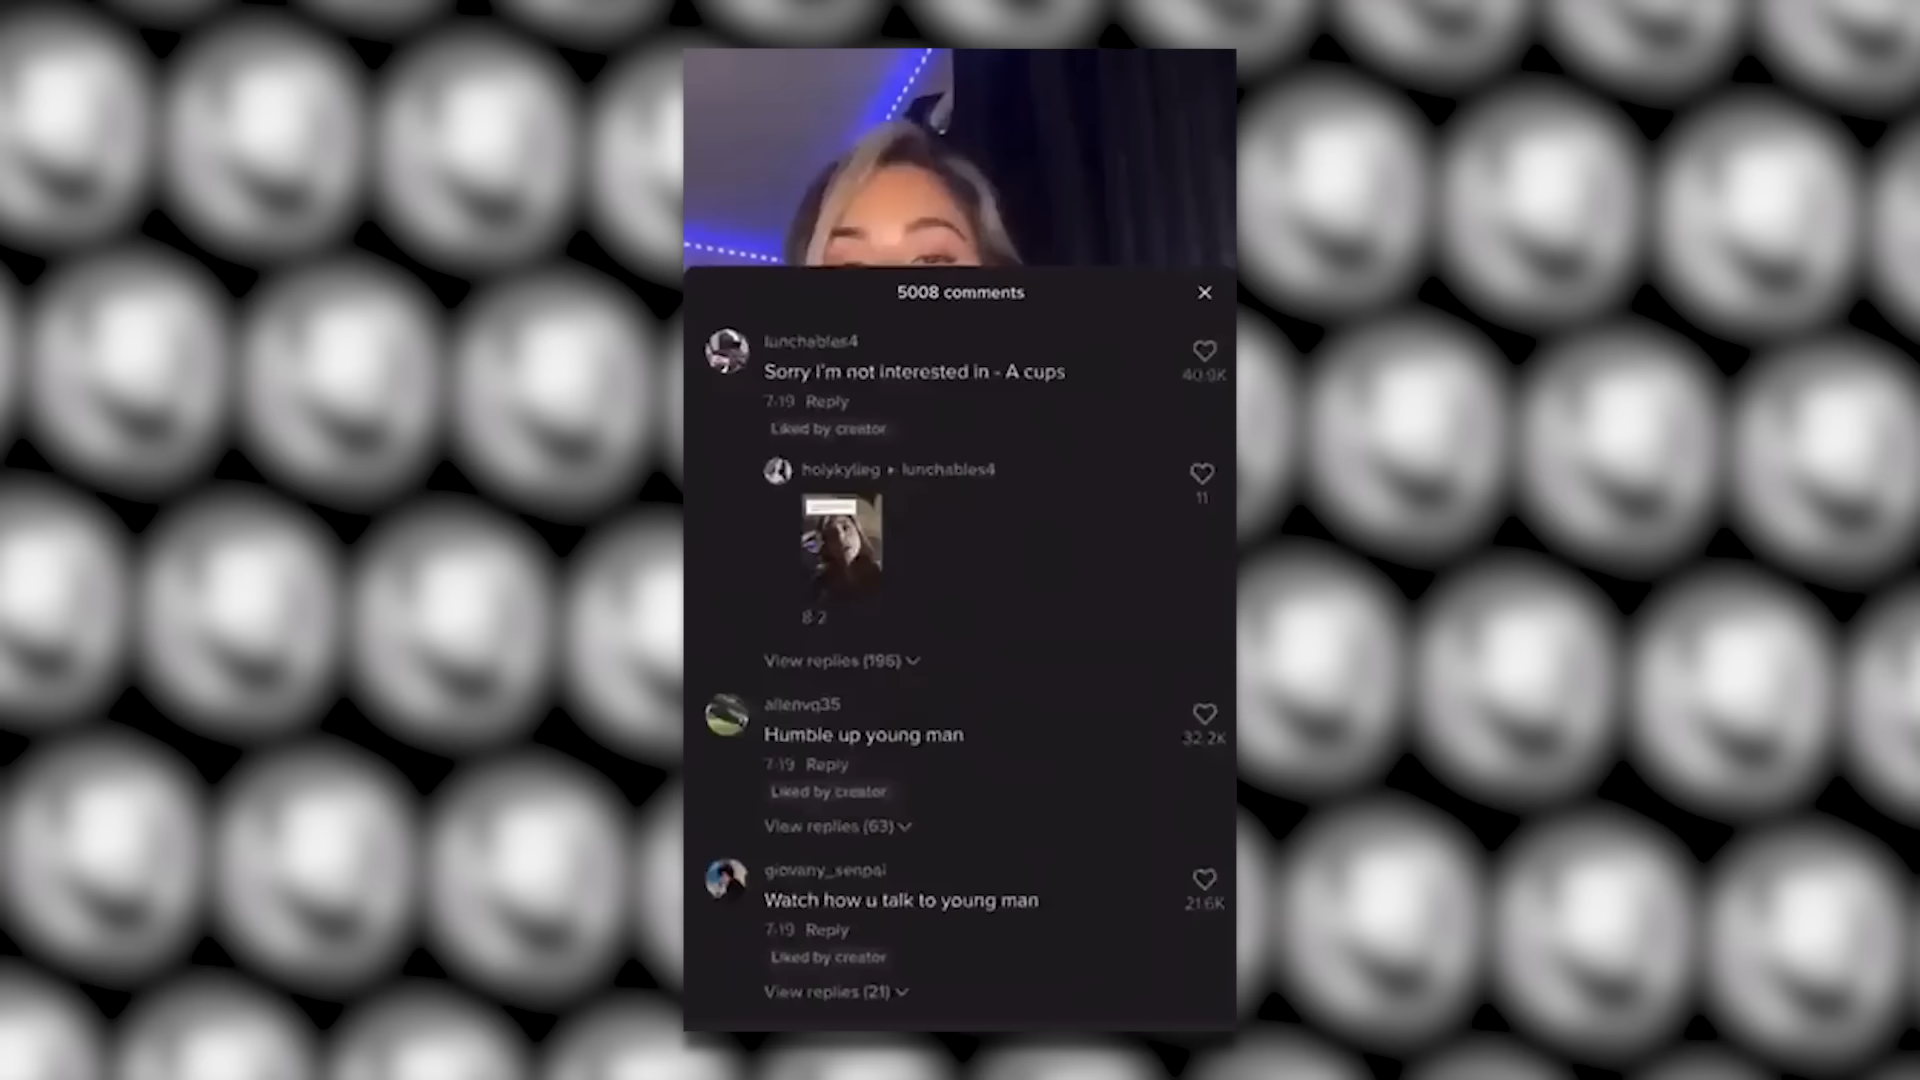 5008 comments
lunchables4
Sorry I'm not interested in - A cups
40.9K
7-19 Reply
Liked by creator
holykylieg ▸ lunchables4
11
8-2
View replies (196)
allenvq35
Humble up young man
32.2K
7-19 Reply
Liked by creator
View replies (63)
giovany_senpai
Watch how u talk to young man
21.6K
7-19 Reply
Liked by creator
View replies (21)